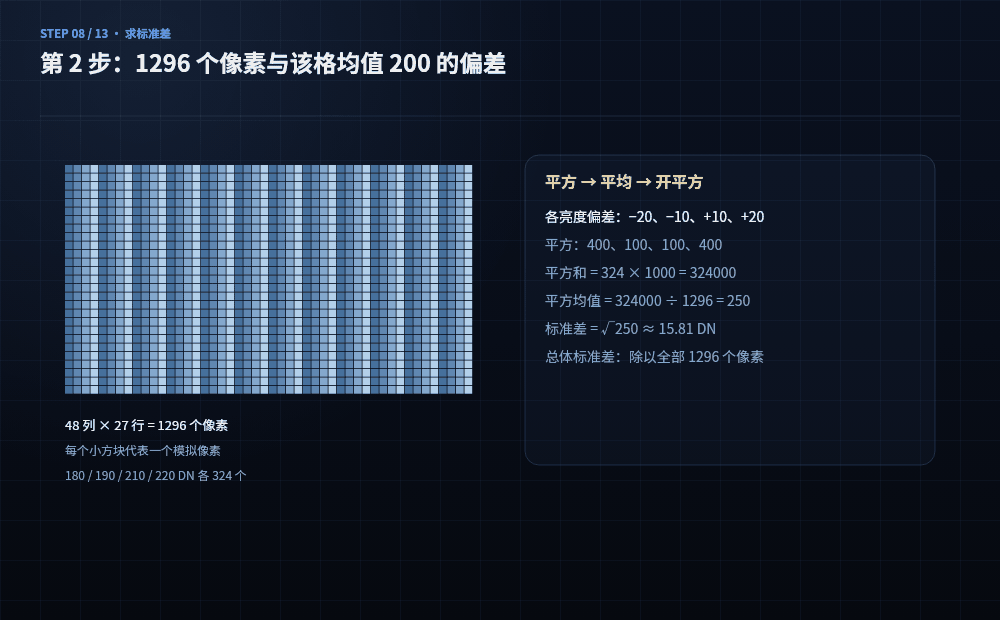 STEP 08 / 13 · 求标准差
第 2 步：1296 个像素与该格均值 200 的偏差
48 列 × 27 行 = 1296 个像素
每个小方块代表一个模拟像素
180 / 190 / 210 / 220 DN 各 324 个
平方 → 平均 → 开平方
各亮度偏差：−20、−10、+10、+20
平方：400、100、100、400
平方和 = 324 × 1000 = 324000
平方均值 = 324000 ÷ 1296 = 250
标准差 = √250 ≈ 15.81 DN
总体标准差：除以全部 1296 个像素